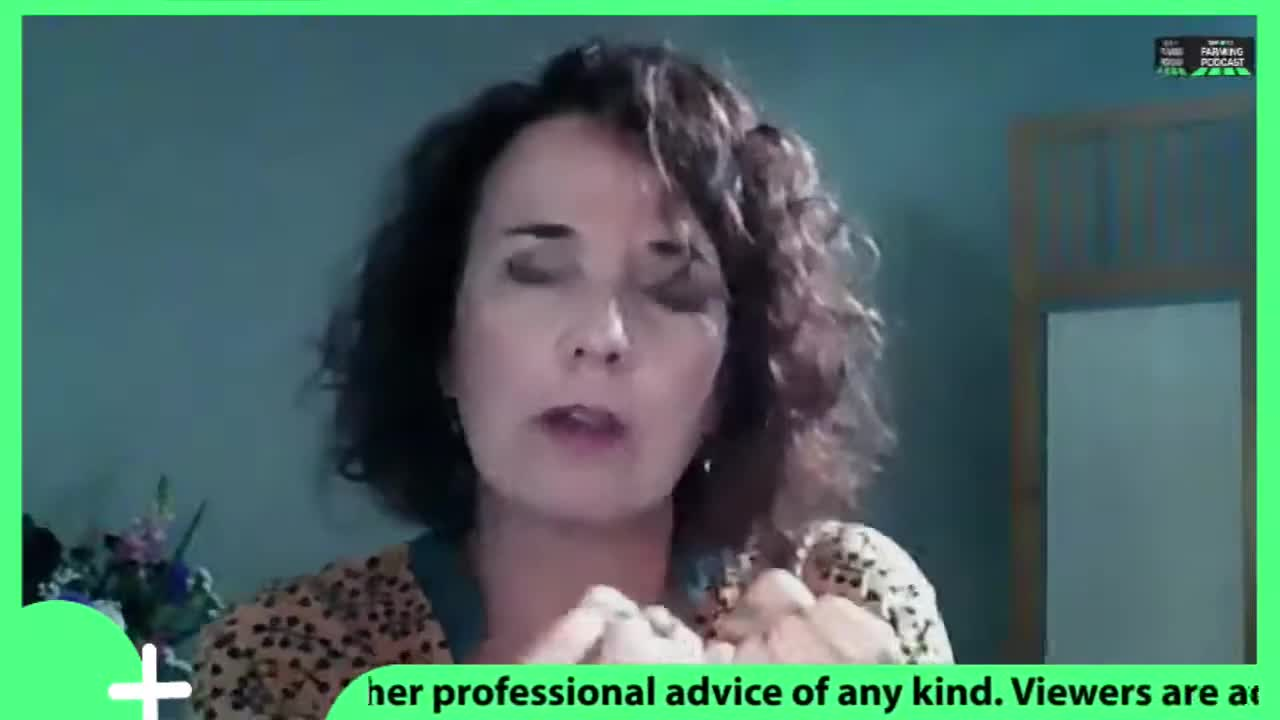 FARMING
PODCAST
her professional advice of any kind. Viewers are a